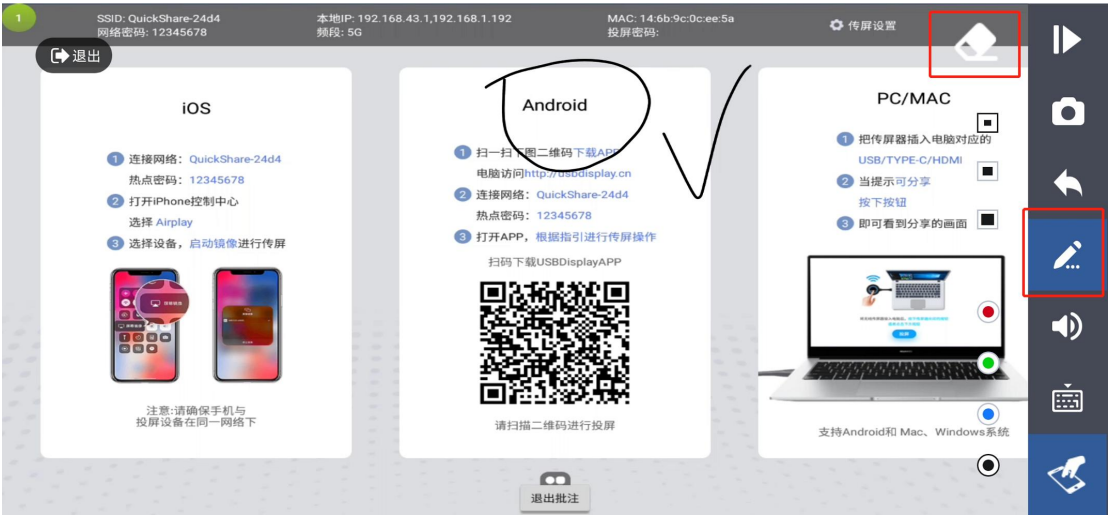 1
SSID: QuickShare-24d4
网络密码: 12345678
本地IP: 192.168.43.1,192.168.1.192
频段: 5G
MAC: 14:6b:9c:0c:ee:5a
投屏密码:
传屏设置
退出
iOS
1 连接网络：QuickShare-24d4
热点密码：12345678
2 打开iPhone控制中心
选择 Airplay
3 选择设备，启动镜像进行传屏
注意:请确保手机与
投屏设备在同一网络下
Android
1 扫一扫下图二维码下载APP
电脑访问http://usbdisplay.cn
2 连接网络：QuickShare-24d4
热点密码：12345678
3 打开APP，根据指引进行传屏操作
扫码下载USBDisplayAPP
请扫描二维码进行投屏
PC/MAC
1 把传屏器插入电脑对应的
USB/TYPE-C/HDMI
2 当提示可分享
按下按钮
3 即可看到分享的画面
支持Android和 Mac、Windows系统
退出批注